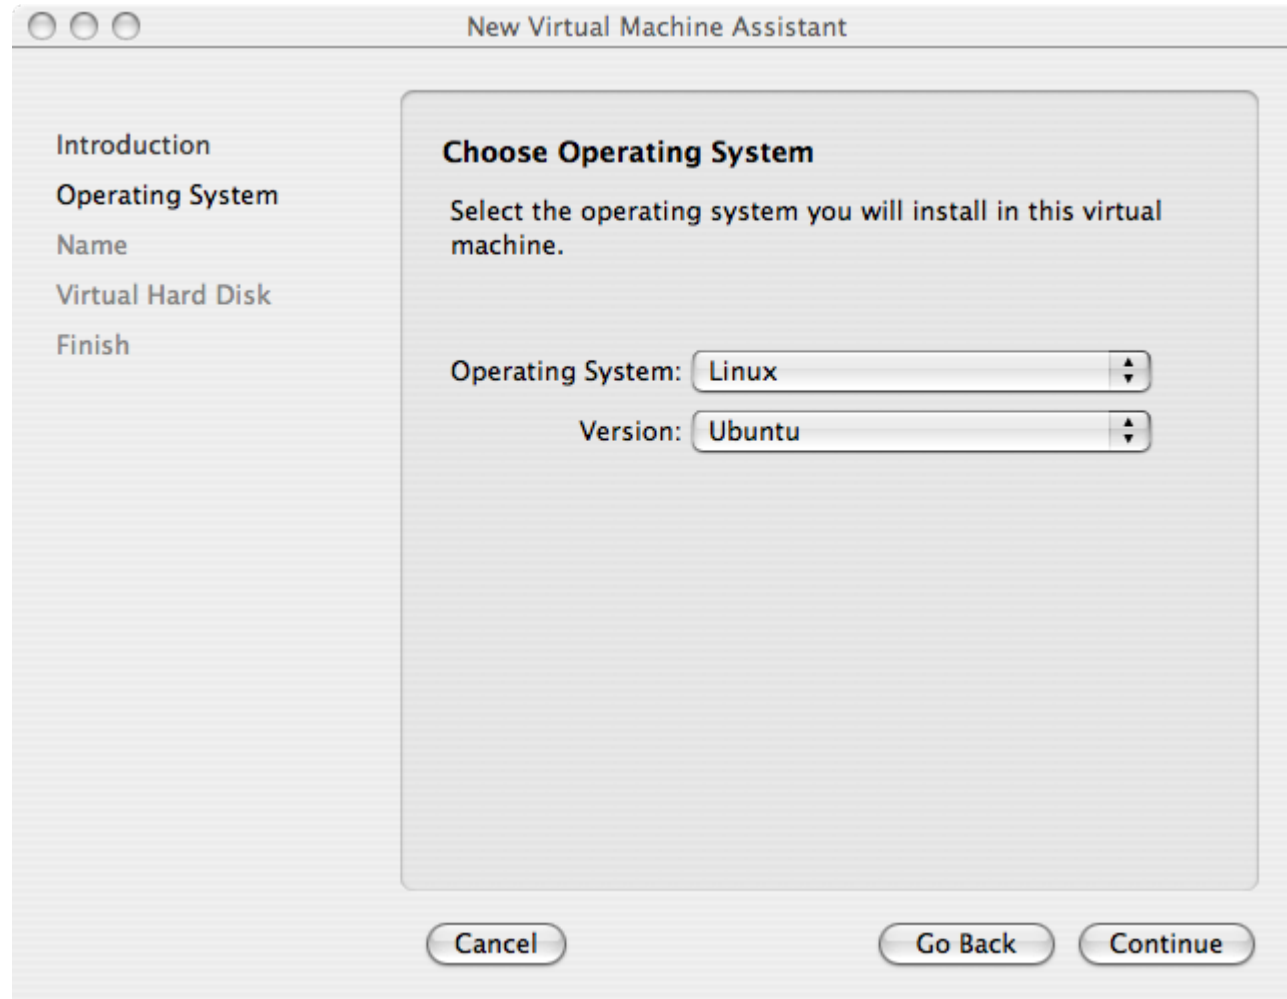 New Virtual Machine Assistant
Introduction
Operating System
Name
Virtual Hard Disk
Finish
Choose Operating System
Select the operating system you will install in this virtual
machine.
Operating System: Linux
Version: Ubuntu
Cancel
Go Back
Continue